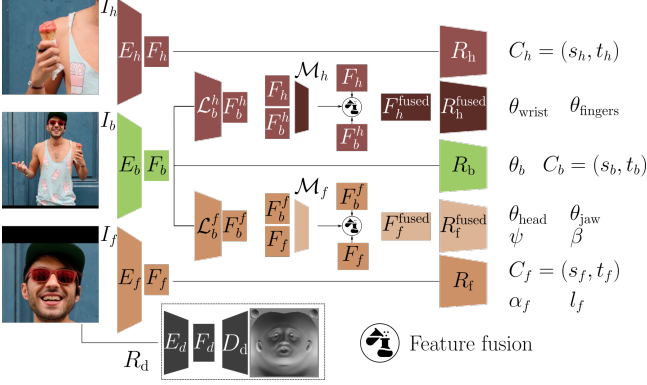 I_h
E_h F_h R_h C_h = (s_h, t_h)
M_h
L_b^h F_b^h F_h F_b^h F_h F_b^h F_h^fused R_h^fused θ_wrist θ_fingers
I_b
E_b F_b R_b θ_b C_b = (s_b, t_b)
M_f
L_b^f F_b^f F_b^f F_f F_b^f F_f F_f^fused R_f^fused θ_head θ_jaw
ψ β
I_f
E_f F_f R_f C_f = (s_f, t_f)
α_f l_f
R_d E_d F_d D_d
Feature fusion